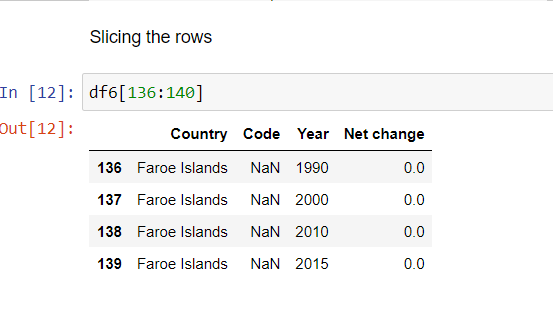 Slicing the rows
In [12]: df6[136:140]
Out[12]:
Country Code Year Net change
136 Faroe Islands NaN 1990 0.0
137 Faroe Islands NaN 2000 0.0
138 Faroe Islands NaN 2010 0.0
139 Faroe Islands NaN 2015 0.0